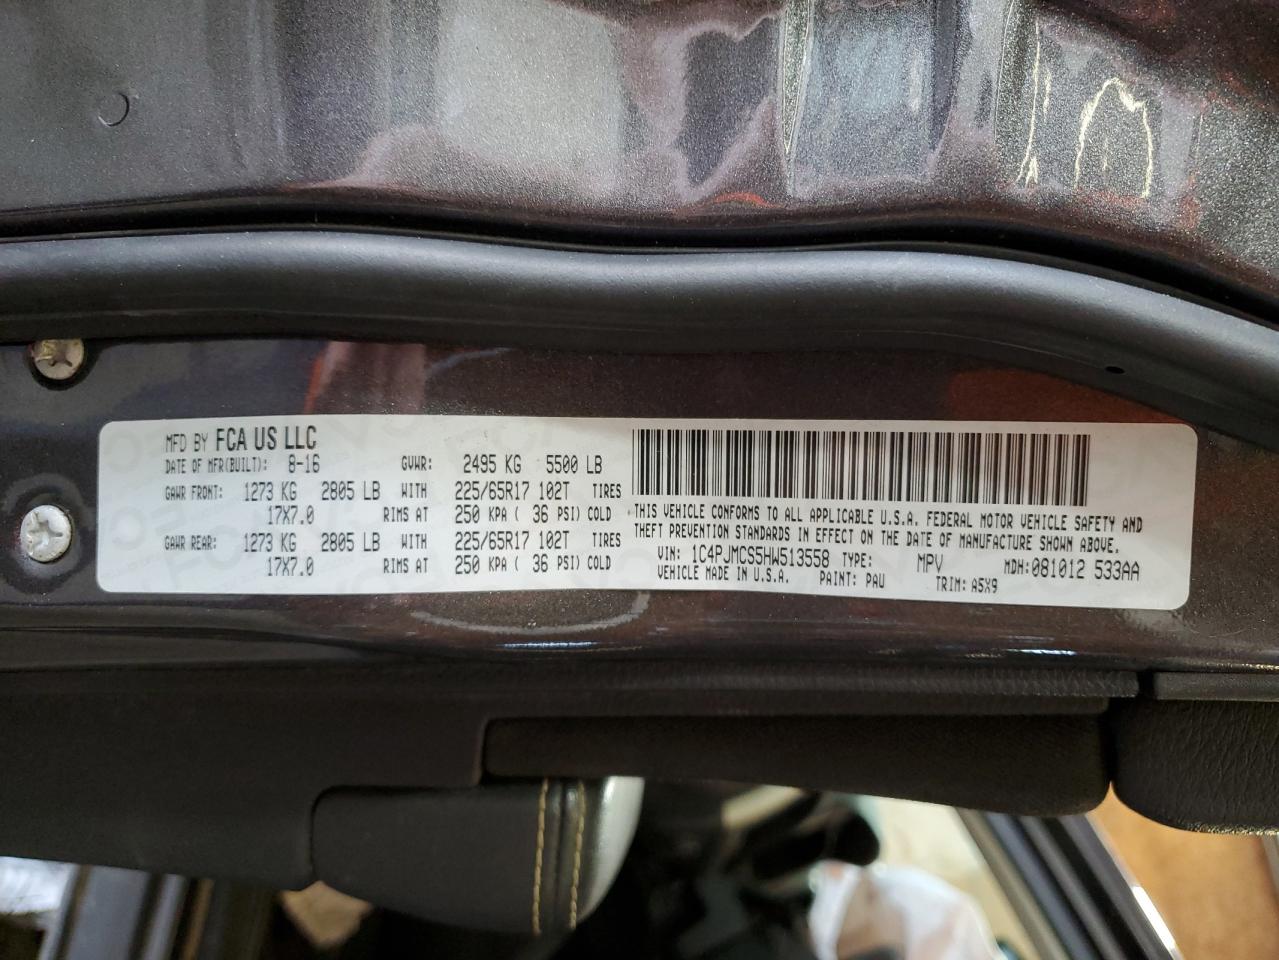 MFD BY FCA US LLC
DATE OF MFR(BUILT): 8-16 GVWR: 2495 KG 5500 LB
GAWR FRONT: 1273 KG 2805 LB WITH 225/65R17 102T TIRES
17X7.0 RIMS AT 250 KPA ( 36 PSI) COLD
GAWR REAR: 1273 KG 2805 LB WITH 225/65R17 102T TIRES
17X7.0 RIMS AT 250 KPA ( 36 PSI) COLD
THIS VEHICLE CONFORMS TO ALL APPLICABLE U.S.A. FEDERAL MOTOR VEHICLE SAFETY AND
THEFT PREVENTION STANDARDS IN EFFECT ON THE DATE OF MANUFACTURE SHOWN ABOVE.
VIN: 1C4PJMCS5HW513558 TYPE: MPV MDH:081012 533AA
VEHICLE MADE IN U.S.A. PAINT: PAU TRIM: A5X9